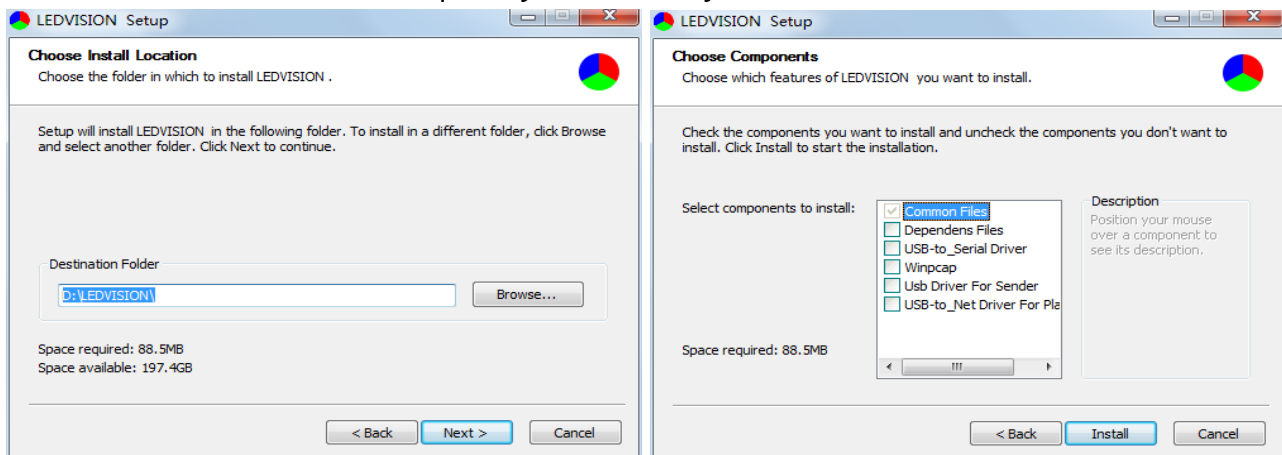 LEDVISION Setup
Choose Install Location
Choose the folder in which to install LEDVISION .
Setup will install LEDVISION in the following folder. To install in a different folder, click Browse
and select another folder. Click Next to continue.
Destination Folder
D:\LEDVISION\
Browse...
Space required: 88.5MB
Space available: 197.4GB
< Back
Next >
Cancel
LEDVISION Setup
Choose Components
Choose which features of LEDVISION you want to install.
Check the components you want to install and uncheck the components you don't want to
install. Click Install to start the installation.
Select components to install:
Common Files
Dependens Files
USB-to_Serial Driver
Winpcap
Usb Driver For Sender
USB-to_Net Driver For Pla
Description
Position your mouse
over a component to
see its description.
Space required: 88.5MB
< Back
Install
Cancel